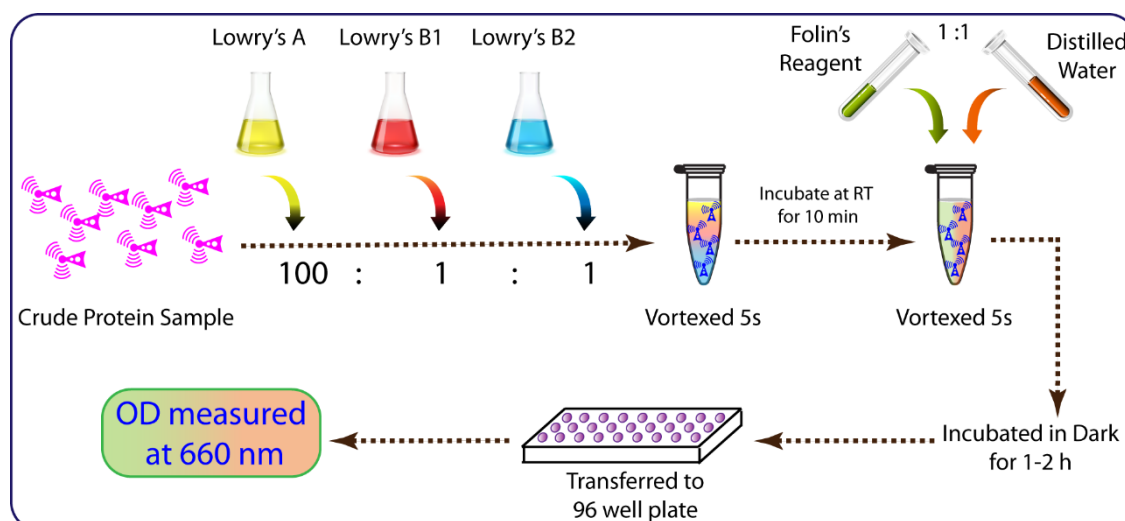 Lowry's A
Lowry's B1
Lowry's B2
Folin's
Reagent
1 :1
Distilled
Water
Crude Protein Sample
100 : 1 : 1
Vortexed 5s
Incubate at RT
for 10 min
Vortexed 5s
Incubated in Dark
for 1-2 h
Transferred to
96 well plate
OD measured
at 660 nm